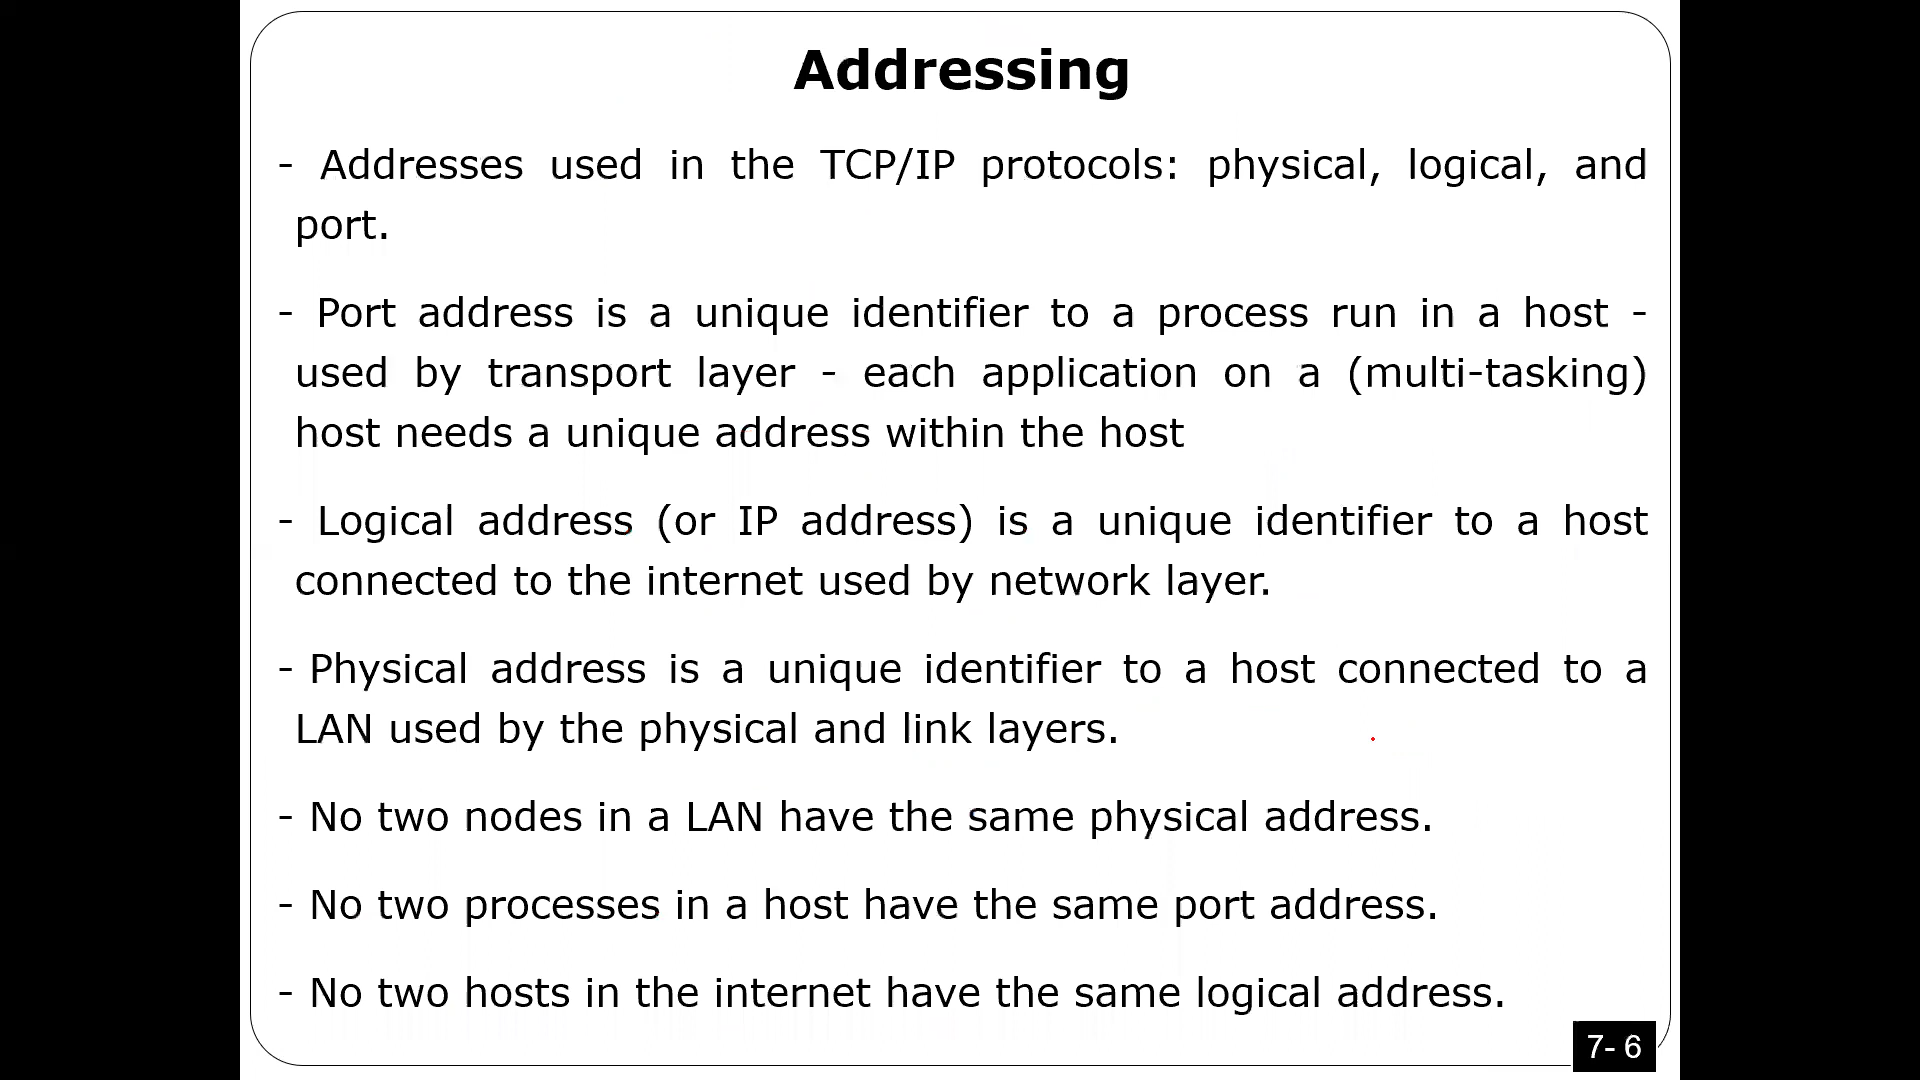 Addressing
- Addresses used in the TCP/IP protocols: physical, logical, and
port.
- Port address is a unique identifier to a process run in a host -
used by transport layer - each application on a (multi-tasking)
host needs a unique address within the host
- Logical address (or IP address) is a unique identifier to a host
connected to the internet used by network layer.
- Physical address is a unique identifier to a host connected to a
LAN used by the physical and link layers.
- No two nodes in a LAN have the same physical address.
- No two processes in a host have the same port address.
- No two hosts in the internet have the same logical address.
7- 6